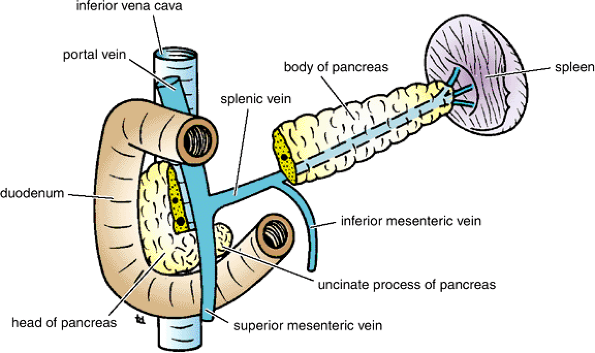 inferior vena cava
portal vein
body of pancreas
spleen
splenic vein
duodenum
inferior mesenteric vein
uncinate process of pancreas
head of pancreas
superior mesenteric vein